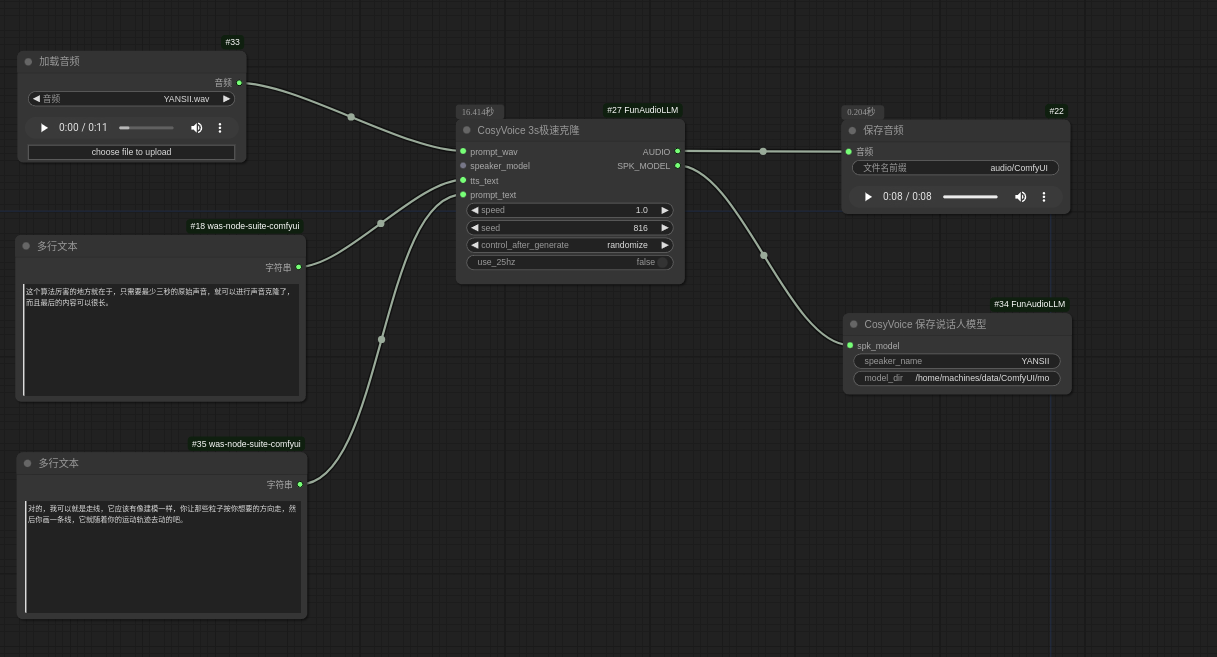 #33
加载音频
音频
音频 YANSII.wav
0:00 / 0:11
choose file to upload
#18 was-node-suite-comfyui
多行文本
字符串
这个算法厉害的地方就在于，只需要最少三秒的原始声音，就可以进行声音克隆了，
而且最后的内容可以很长。
#35 was-node-suite-comfyui
多行文本
字符串
对的，我可以就是走线，它应该有像建模一样，你让那些粒子按你想要的方向走，然
后你画一条线，它就随着你的运动轨迹去动的吧。
16.414秒
#27 FunAudioLLM
CosyVoice 3s极速克隆
prompt_wav AUDIO
speaker_model SPK_MODEL
tts_text
prompt_text
speed 1.0
seed 816
control_after_generate randomize
use_25hz false
0.204秒
#22
保存音频
音频
文件名前缀 audio/ComfyUI
0:08 / 0:08
#34 FunAudioLLM
CosyVoice 保存说话人模型
spk_model
speaker_name YANSII
model_dir /home/machines/data/ComfyUI/mo